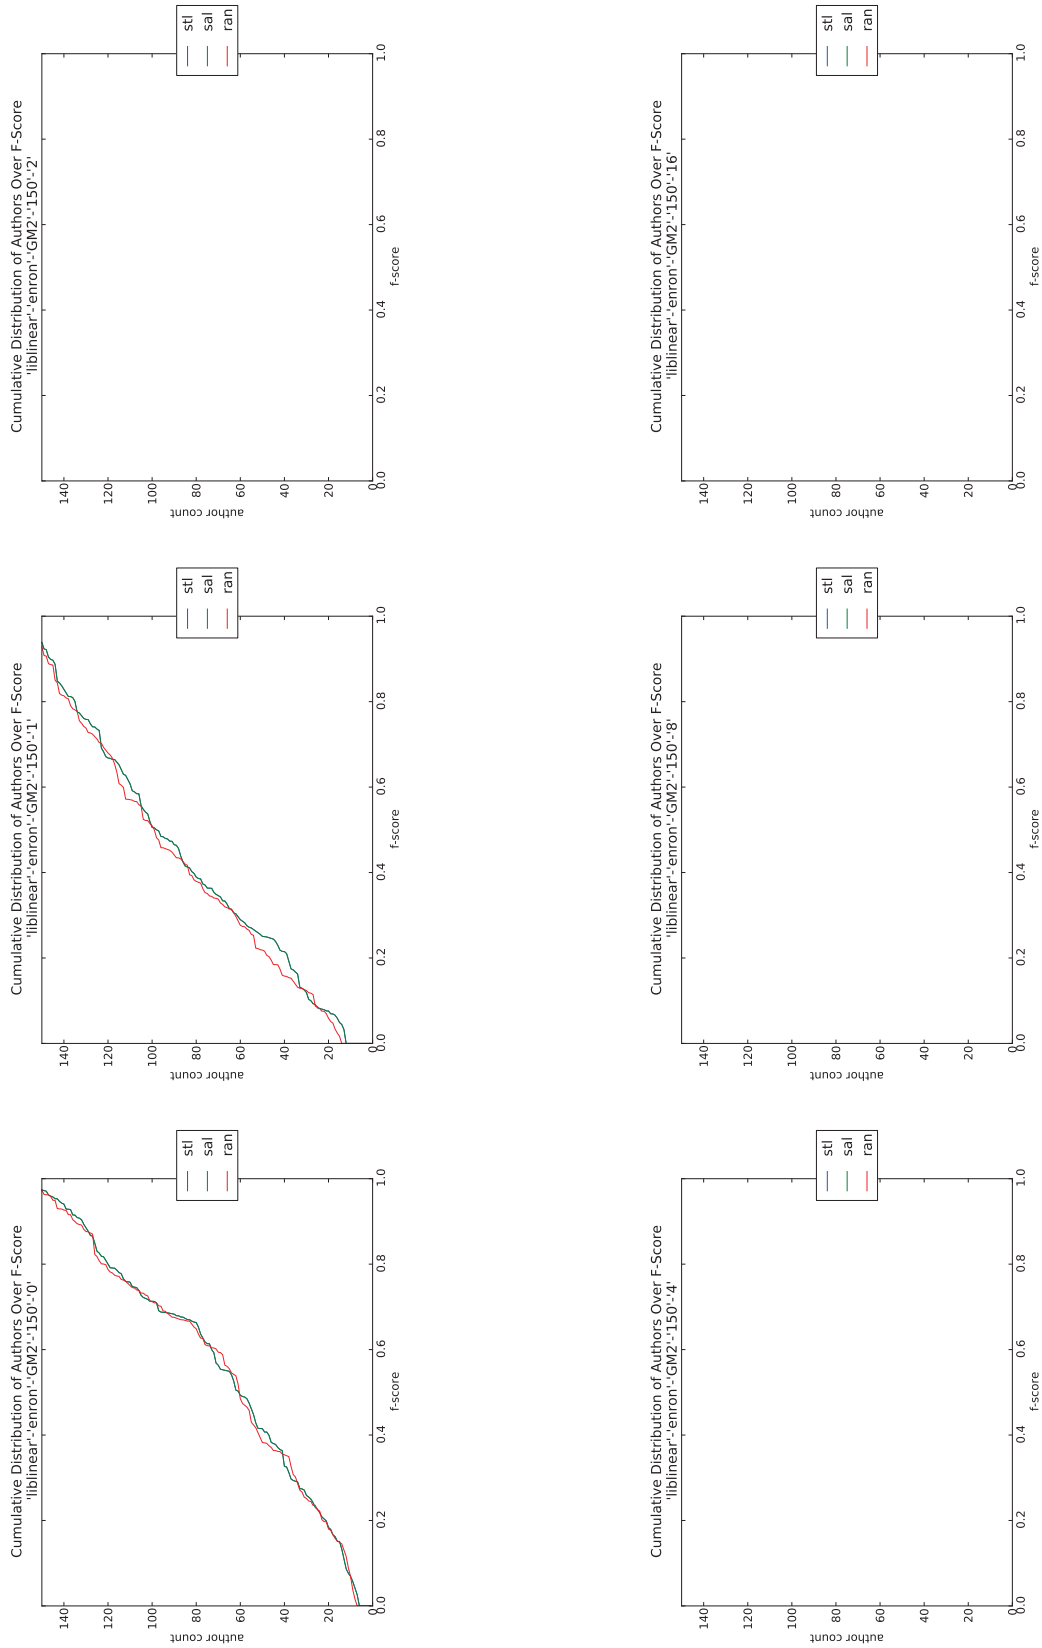 Cumulative Distribution of Authors Over F-Score
'liblinear'-'enron'-'GM2'-'150'-'0'
140
120
100
80
60
40
20
0
author count
0.0 0.2 0.4 0.6 0.8 1.0
f-score
stl
sal
ran
Cumulative Distribution of Authors Over F-Score
'liblinear'-'enron'-'GM2'-'150'-'1'
140
120
100
80
60
40
20
0
author count
0.0 0.2 0.4 0.6 0.8 1.0
f-score
stl
sal
ran
Cumulative Distribution of Authors Over F-Score
'liblinear'-'enron'-'GM2'-'150'-'2'
140
120
100
80
60
40
20
0
author count
0.0 0.2 0.4 0.6 0.8 1.0
f-score
stl
sal
ran
Cumulative Distribution of Authors Over F-Score
'liblinear'-'enron'-'GM2'-'150'-'4'
140
120
100
80
60
40
20
0
author count
0.0 0.2 0.4 0.6 0.8 1.0
f-score
stl
sal
ran
Cumulative Distribution of Authors Over F-Score
'liblinear'-'enron'-'GM2'-'150'-'8'
140
120
100
80
60
40
20
0
author count
0.0 0.2 0.4 0.6 0.8 1.0
f-score
stl
sal
ran
Cumulative Distribution of Authors Over F-Score
'liblinear'-'enron'-'GM2'-'150'-'16'
140
120
100
80
60
40
20
0
author count
0.0 0.2 0.4 0.6 0.8 1.0
f-score
stl
sal
ran